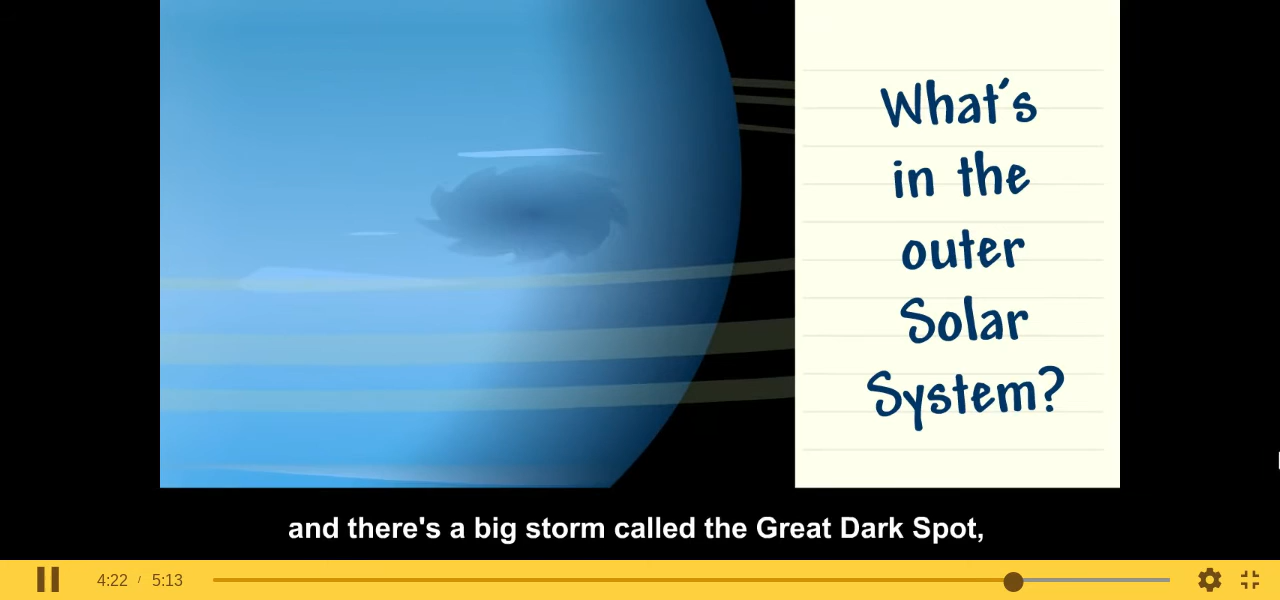 What's
in the
outer
Solar
System?
and there's a big storm called the Great Dark Spot,
4:22 / 5:13